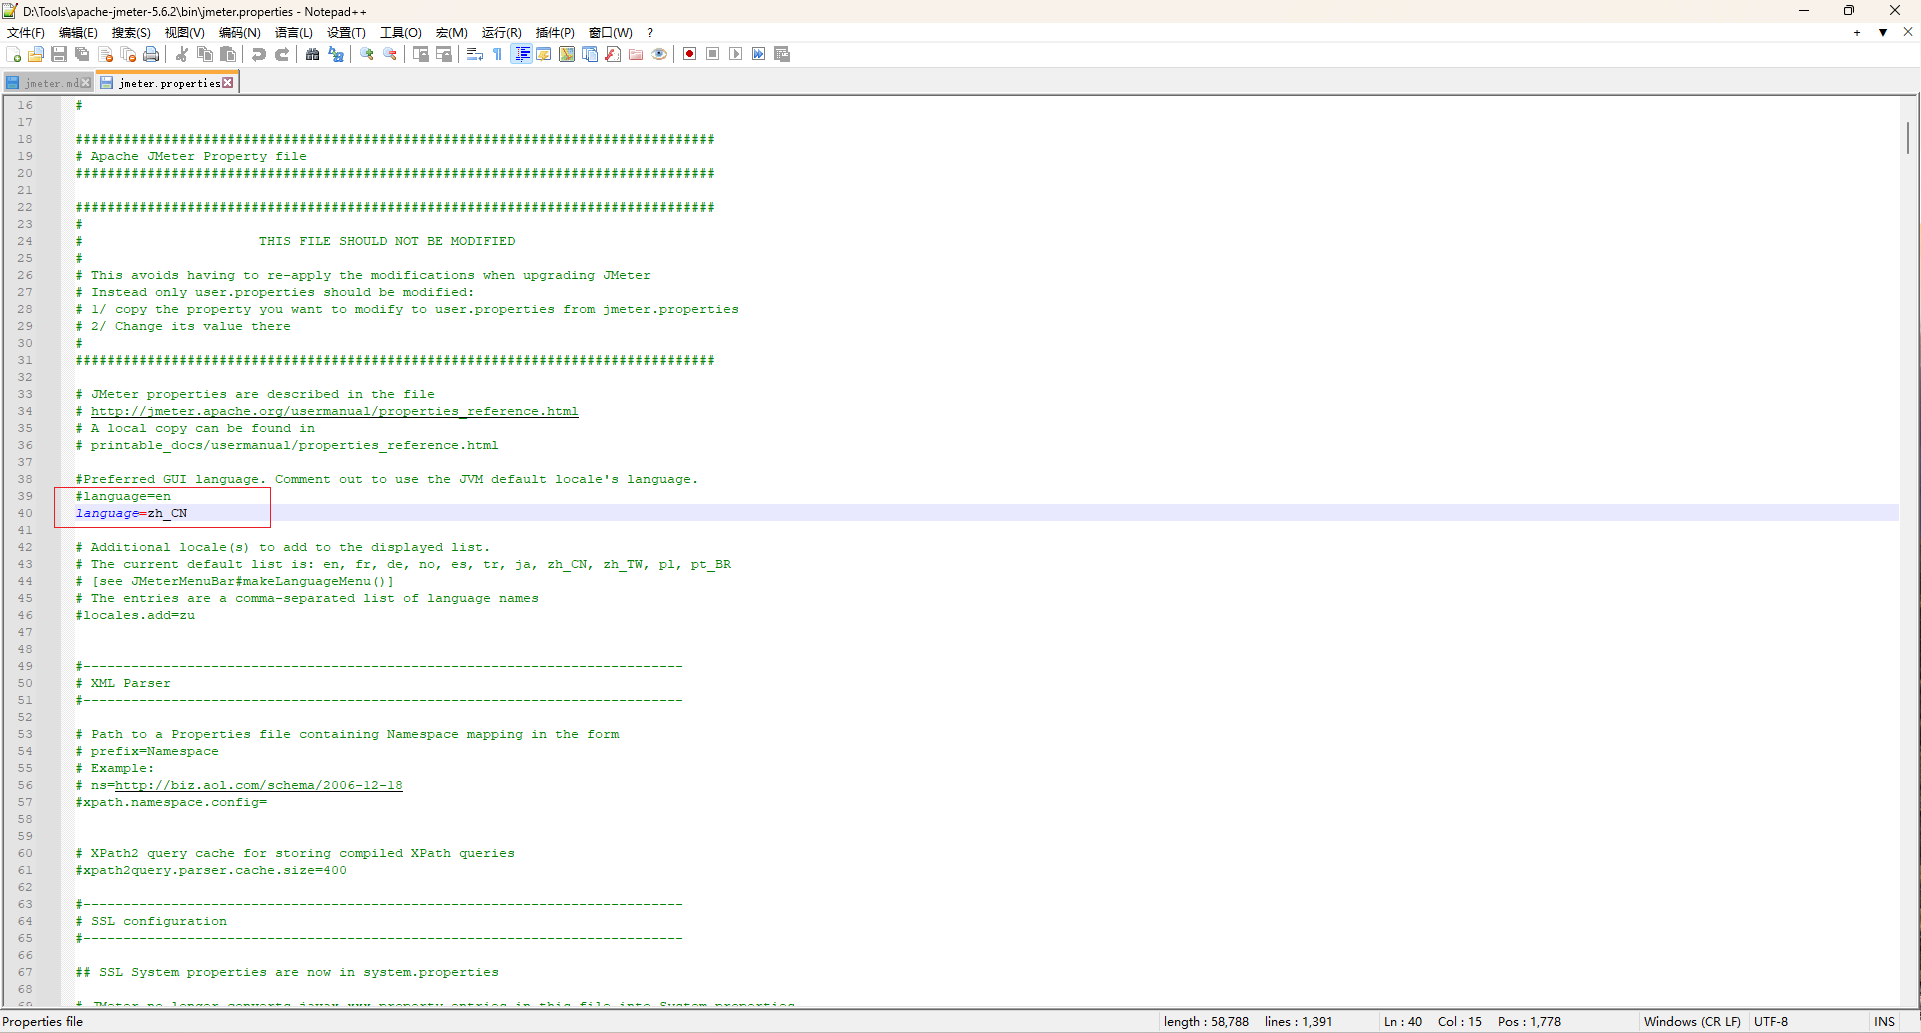 D:\Tools\apache-jmeter-5.6.2\bin\jmeter.properties - Notepad++
文件(F) 编辑(E) 搜索(S) 视图(V) 编码(N) 语言(L) 设置(T) 工具(O) 宏(M) 运行(R) 插件(P) 窗口(W) ?
jmeter.md jmeter.properties
16 #
17
18 ################################################################################
19 # Apache JMeter Property file
20 ################################################################################
21
22 ################################################################################
23 #
24 # THIS FILE SHOULD NOT BE MODIFIED
25 #
26 # This avoids having to re-apply the modifications when upgrading JMeter
27 # Instead only user.properties should be modified:
28 # 1/ copy the property you want to modify to user.properties from jmeter.properties
29 # 2/ Change its value there
30 #
31 ################################################################################
32
33 # JMeter properties are described in the file
34 # http://jmeter.apache.org/usermanual/properties_reference.html
35 # A local copy can be found in
36 # printable_docs/usermanual/properties_reference.html
37
38 #Preferred GUI language. Comment out to use the JVM default locale's language.
39 #language=en
40 language=zh_CN
41
42 # Additional locale(s) to add to the displayed list.
43 # The current default list is: en, fr, de, no, es, tr, ja, zh_CN, zh_TW, pl, pt_BR
44 # [see JMeterMenuBar#makeLanguageMenu()]
45 # The entries are a comma-separated list of language names
46 #locales.add=zu
47
48
49 #---------------------------------------------------------------------------
50 # XML Parser
51 #---------------------------------------------------------------------------
52
53 # Path to a Properties file containing Namespace mapping in the form
54 # prefix=Namespace
55 # Example:
56 # ns=http://biz.aol.com/schema/2006-12-18
57 #xpath.namespace.config=
58
59
60 # XPath2 query cache for storing compiled XPath queries
61 #xpath2query.parser.cache.size=400
62
63 #---------------------------------------------------------------------------
64 # SSL configuration
65 #---------------------------------------------------------------------------
66
67 ## SSL System properties are now in system.properties
68
69 # JMeter no longer converts javax.xxx property entries in this file into System properties.
Properties file length : 58,788 lines : 1,391 Ln : 40 Col : 15 Pos : 1,778 Windows (CR LF) UTF-8 INS